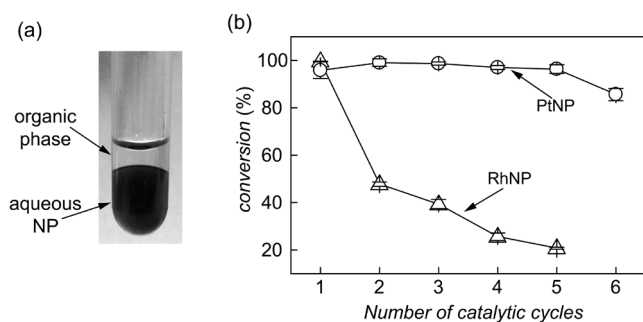 (a)
organic
phase
aqueous
NP
(b)
conversion (%)
100
80
60
40
20
PtNP
RhNP
1 2 3 4 5 6
Number of catalytic cycles